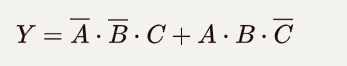 Y = A̅ · B̅ · C + A · B · C̅